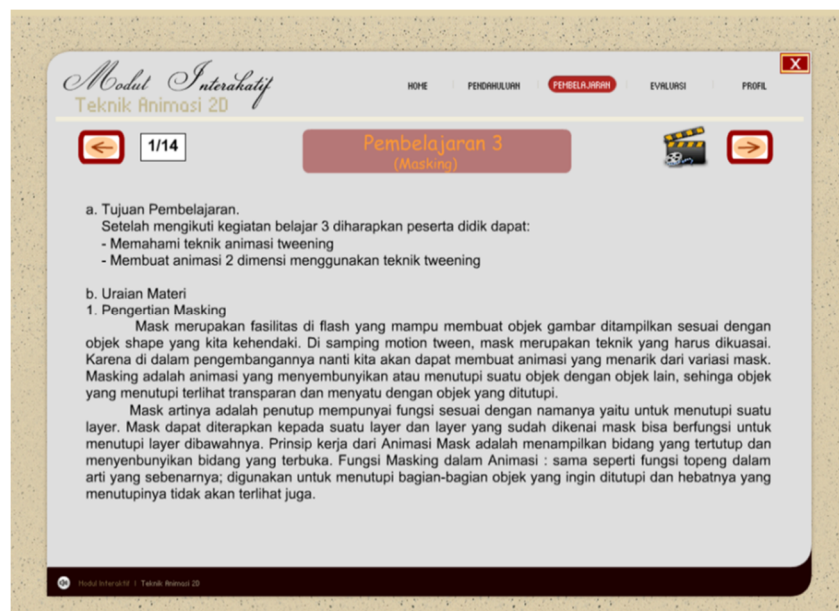 Modul Interakatif
Teknik Animasi 2D
HOME PENDAHULUAN PEMBELAJARAN EVALUASI PROFIL
X
1/14
Pembelajaran 3
(Masking)
a. Tujuan Pembelajaran.
Setelah mengikuti kegiatan belajar 3 diharapkan peserta didik dapat:
- Memahami teknik animasi tweening
- Membuat animasi 2 dimensi menggunakan teknik tweening
b. Uraian Materi
1. Pengertian Masking
Mask merupakan fasilitas di flash yang mampu membuat objek gambar ditampilkan sesuai dengan
objek shape yang kita kehendaki. Di samping motion tween, mask merupakan teknik yang harus dikuasai.
Karena di dalam pengembangannya nanti kita akan dapat membuat animasi yang menarik dari variasi mask.
Masking adalah animasi yang menyembunyikan atau menutupi suatu objek dengan objek lain, sehinga objek
yang menutupi terlihat transparan dan menyatu dengan objek yang ditutupi.
Mask artinya adalah penutup mempunyai fungsi sesuai dengan namanya yaitu untuk menutupi suatu
layer. Mask dapat diterapkan kepada suatu layer dan layer yang sudah dikenai mask bisa berfungsi untuk
menutupi layer dibawahnya. Prinsip kerja dari Animasi Mask adalah menampilkan bidang yang tertutup dan
menyenbunyikan bidang yang terbuka. Fungsi Masking dalam Animasi : sama seperti fungsi topeng dalam
arti yang sebenarnya; digunakan untuk menutupi bagian-bagian objek yang ingin ditutupi dan hebatnya yang
menutupinya tidak akan terlihat juga.
Modul Interaktif | Teknik Animasi 2D